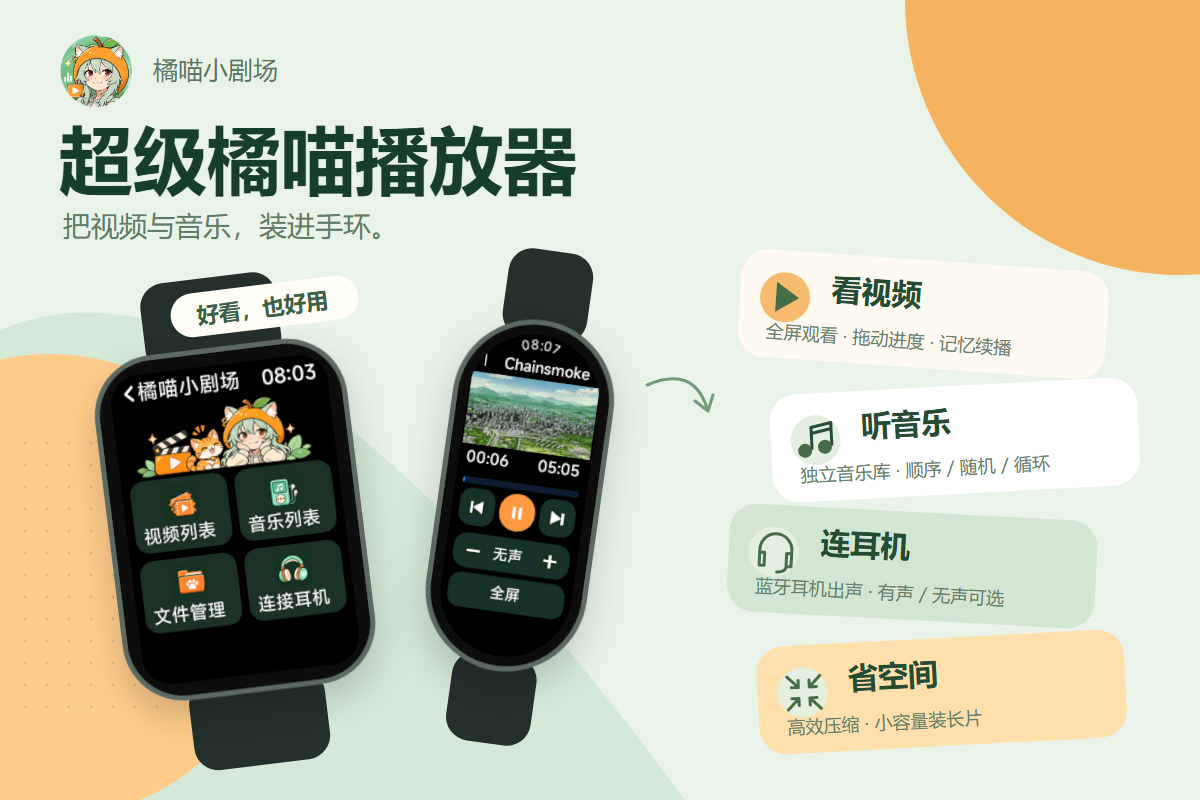 橘喵小剧场
超级橘喵播放器
把视频与音乐，装进手环。
好看，也好用
橘喵小剧场 08:03
视频列表 音乐列表
文件管理 连接耳机
08:07
Chainsmoke
00:06 05:05
无声
全屏
看视频
全屏观看 · 拖动进度 · 记忆续播
听音乐
独立音乐库 · 顺序 / 随机 / 循环
连耳机
蓝牙耳机出声 · 有声 / 无声可选
省空间
高效压缩 · 小容量装长片